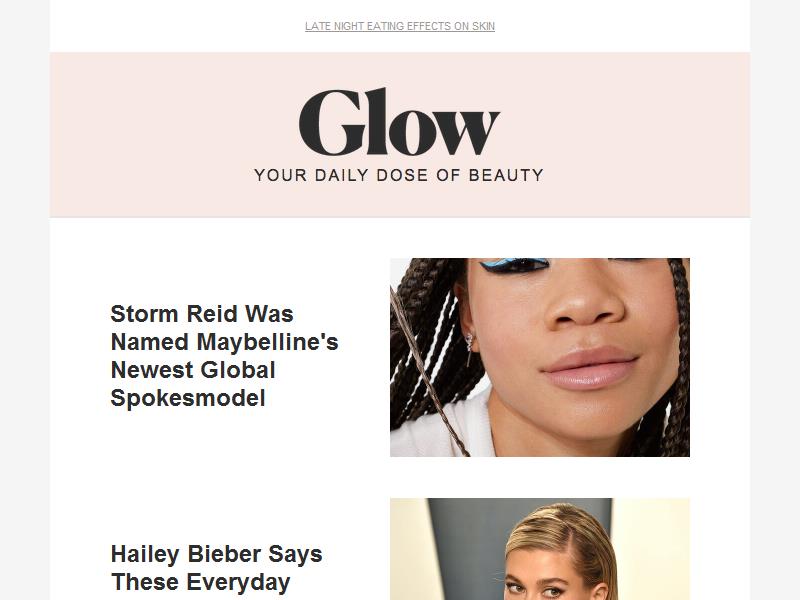 LATE NIGHT EATING EFFECTS ON SKIN
Glow
YOUR DAILY DOSE OF BEAUTY
Storm Reid Was
Named Maybelline's
Newest Global
Spokesmodel
Hailey Bieber Says
These Everyday